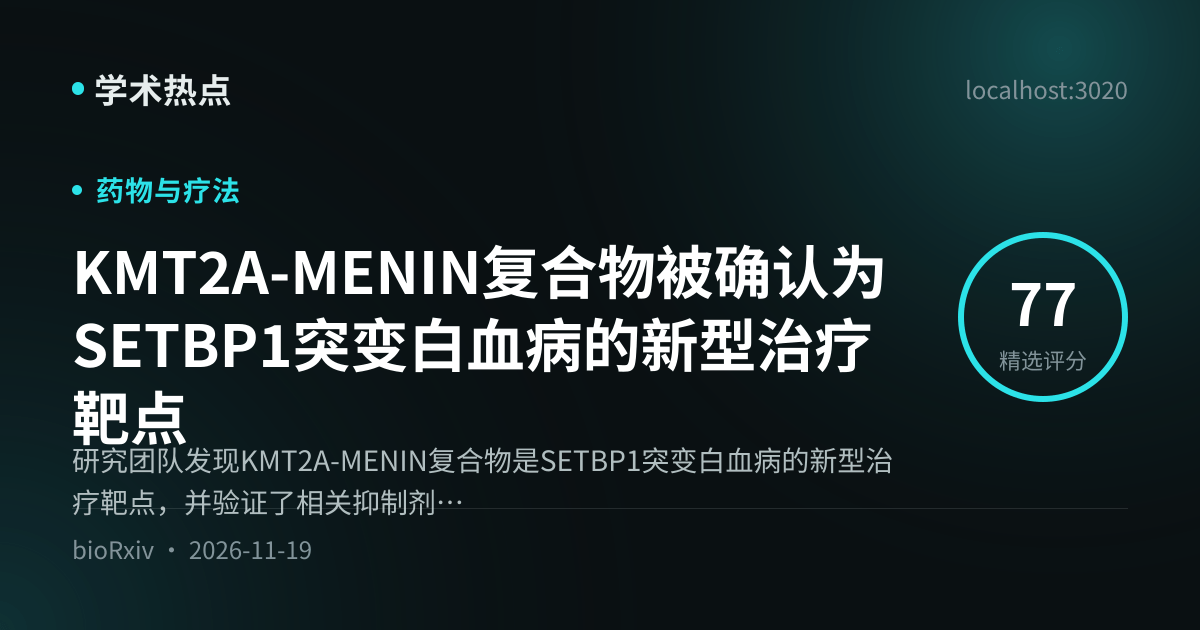 学术热点
localhost:3020
药物与疗法
KMT2A-MENIN复合物被确认为
SETBP1突变白血病的新型治疗
靶点
77
精选评分
研究团队发现KMT2A-MENIN复合物是SETBP1突变白血病的新型治
疗靶点，并验证了相关抑制剂…
bioRxiv · 2026-11-19